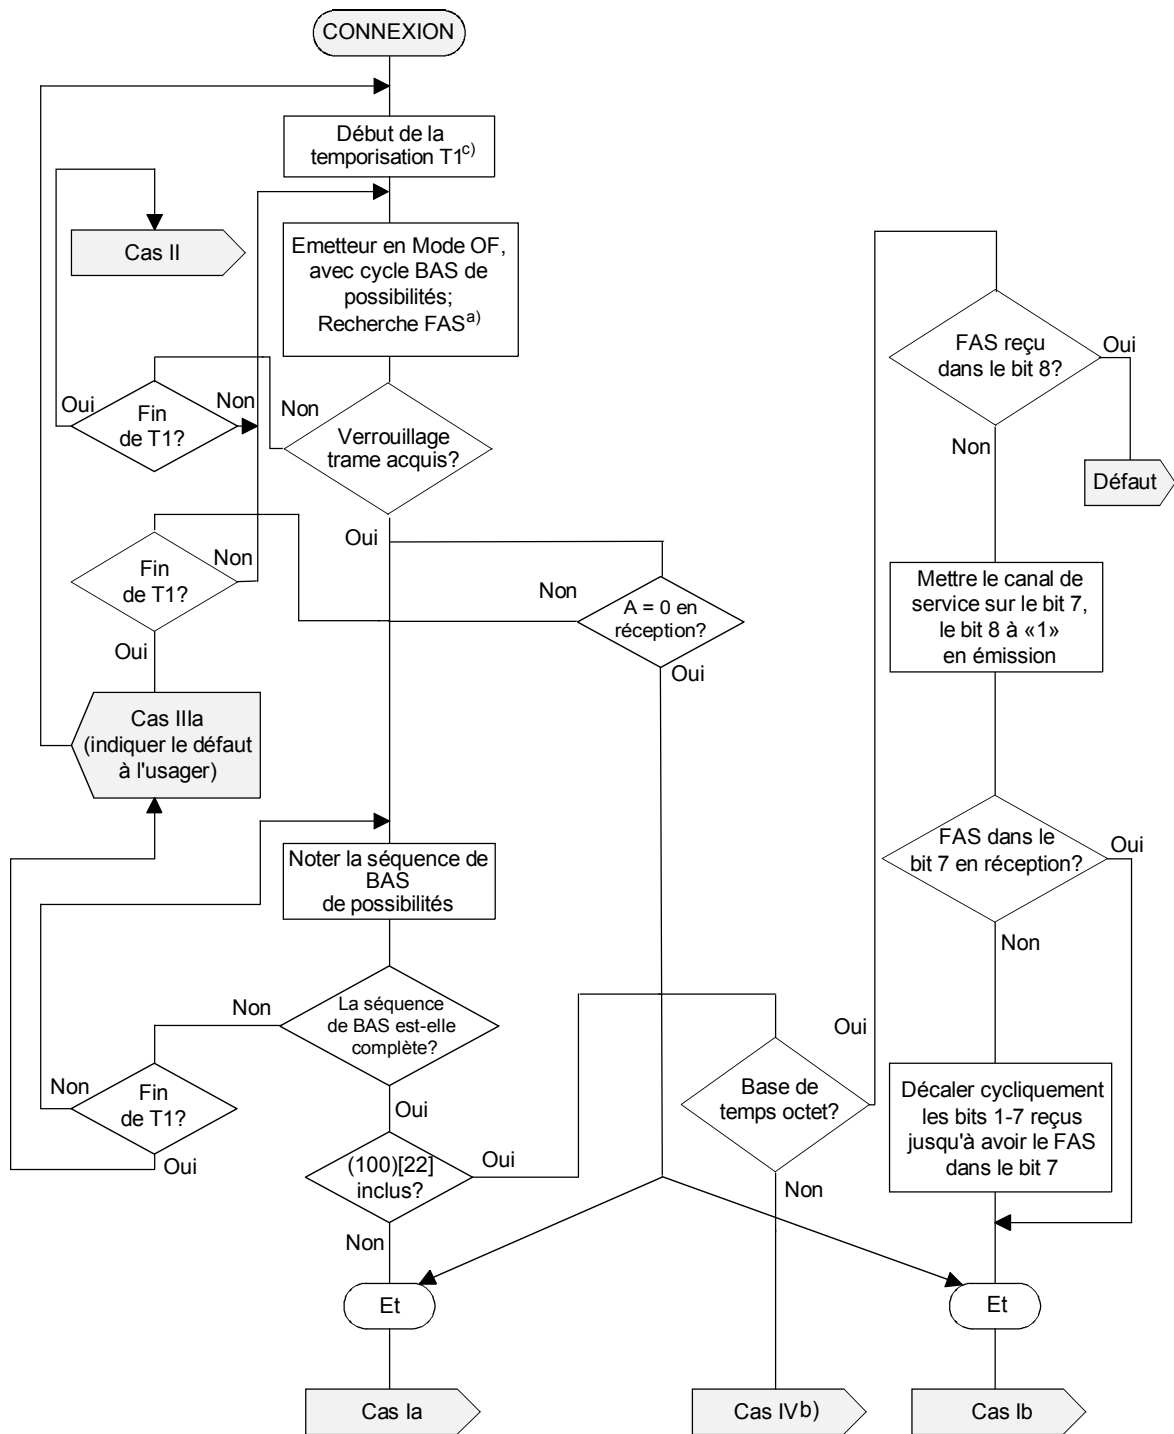 CONNEXION
Début de la
temporisation T1c)
Cas II
Emetteur en Mode OF,
avec cycle BAS de
possibilités;
Recherche FASa)
FAS reçu
dans le bit 8?
Oui
Non
Défaut
Oui
Fin
de T1?
Non
Non
Verrouillage
trame acquis?
Oui
Fin
de T1?
Non
Oui
Non
A = 0 en
réception?
Oui
Mettre le canal de
service sur le bit 7,
le bit 8 à «1»
en émission
Cas IIIa
(indiquer le défaut
à l'usager)
Noter la séquence de
BAS
de possibilités
FAS dans le
bit 7 en réception?
Oui
Non
Non
La séquence
de BAS est-elle
complète?
Oui
Non
Fin
de T1?
Oui
Base de
temps octet?
Oui
Non
Décaler cycliquement
les bits 1-7 reçus
jusqu'à avoir le FAS
dans le bit 7
(100)[22]
inclus?
Oui
Non
Et
Et
Cas Ia
Cas IVb)
Cas Ib